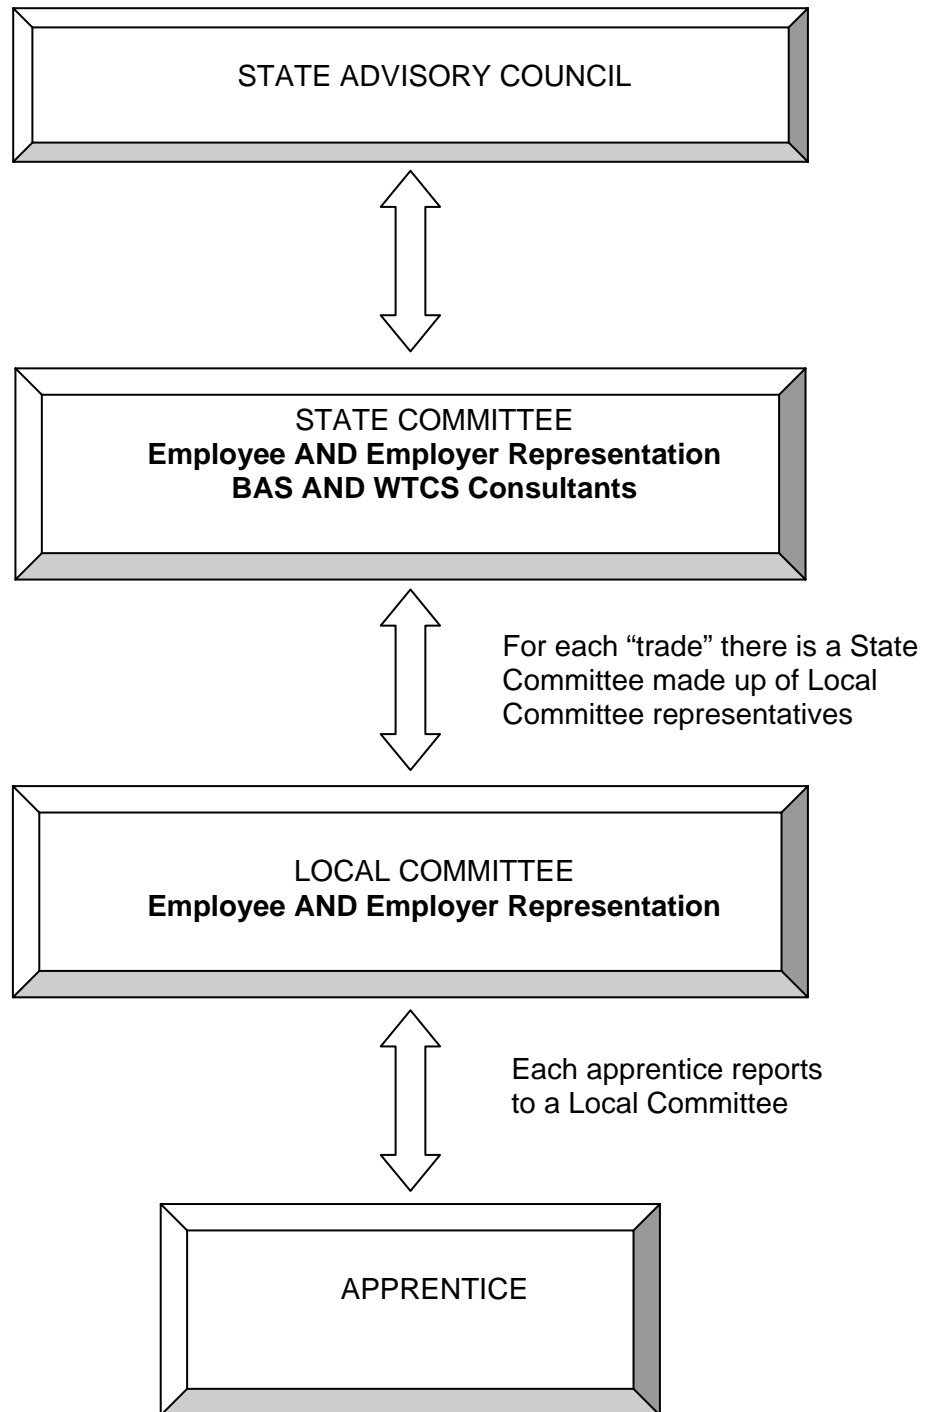 STATE ADVISORY COUNCIL
STATE COMMITTEE
Employee AND Employer Representation
BAS AND WTCS Consultants
For each “trade” there is a State
Committee made up of Local
Committee representatives
LOCAL COMMITTEE
Employee AND Employer Representation
Each apprentice reports
to a Local Committee
APPRENTICE